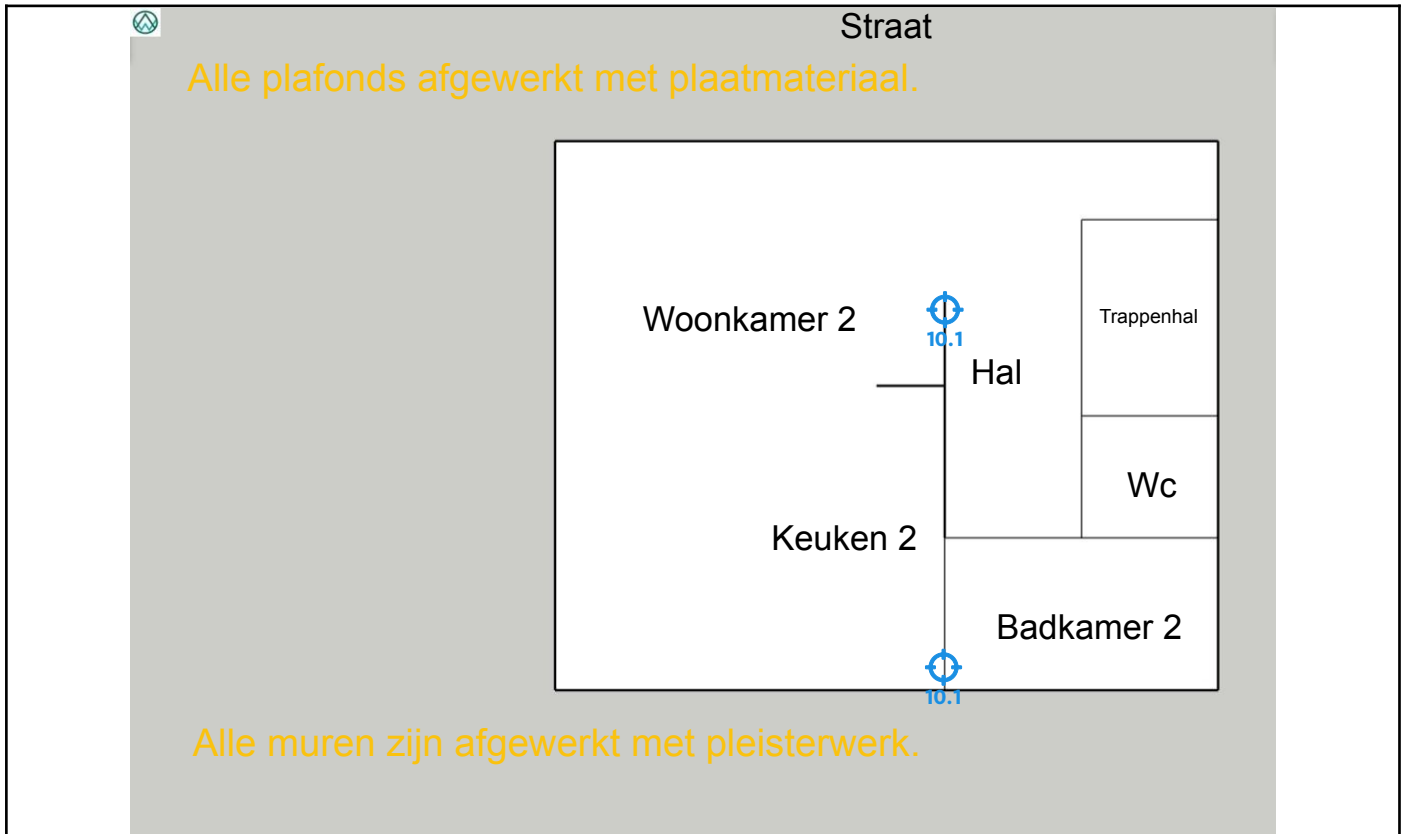 Straat
Alle plafonds afgewerkt met plaatmateriaal.
Woonkamer 2
10.1
Trappenhal
Hal
Wc
Keuken 2
Badkamer 2
10.1
Alle muren zijn afgewerkt met pleisterwerk.